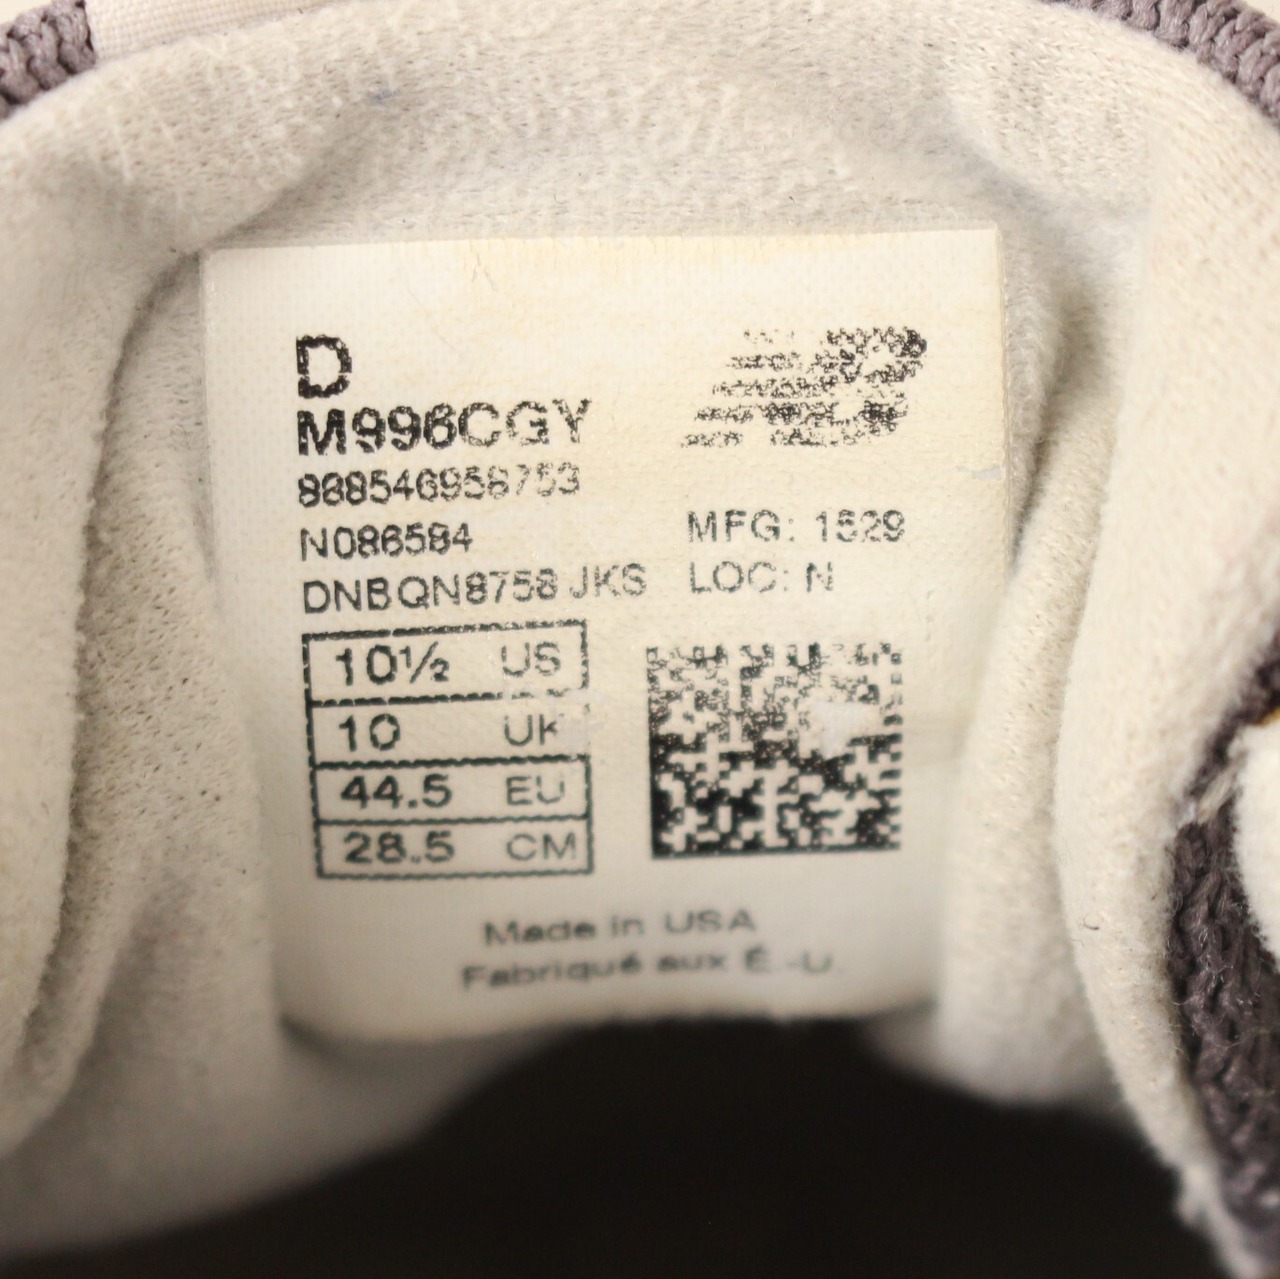 D
M996CGY
888546958753
N086584
MFG: 1529
DNBQN8758 JKS
LOC: N
10½ US
10 UK
44.5 EU
28.5 CM
Made in USA
Fabriqué aux É.-U.